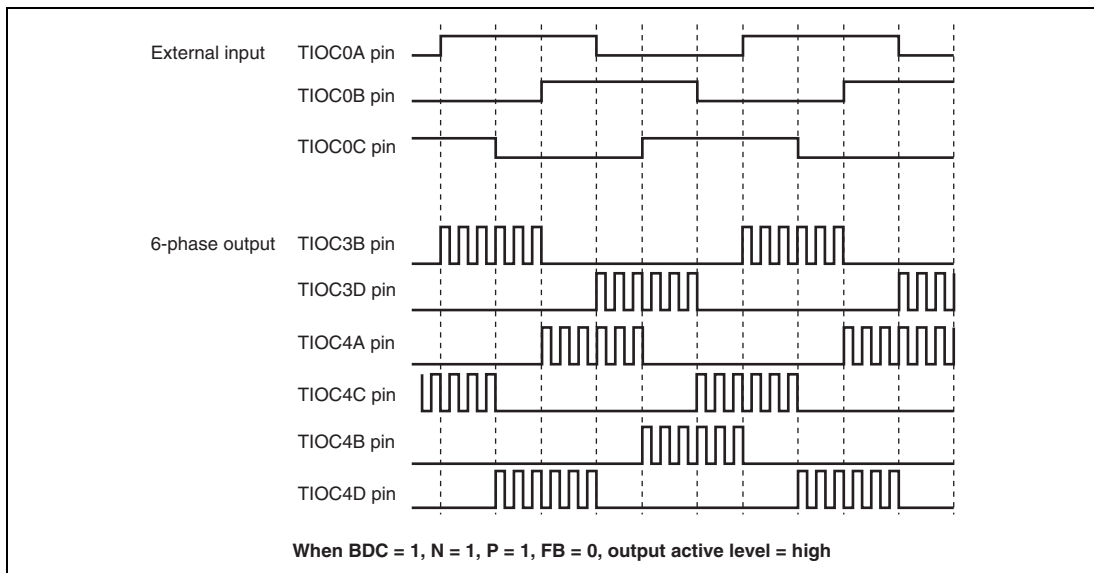 External input TIOC0A pin
TIOC0B pin
TIOC0C pin
6-phase output TIOC3B pin
TIOC3D pin
TIOC4A pin
TIOC4C pin
TIOC4B pin
TIOC4D pin
When BDC = 1, N = 1, P = 1, FB = 0, output active level = high